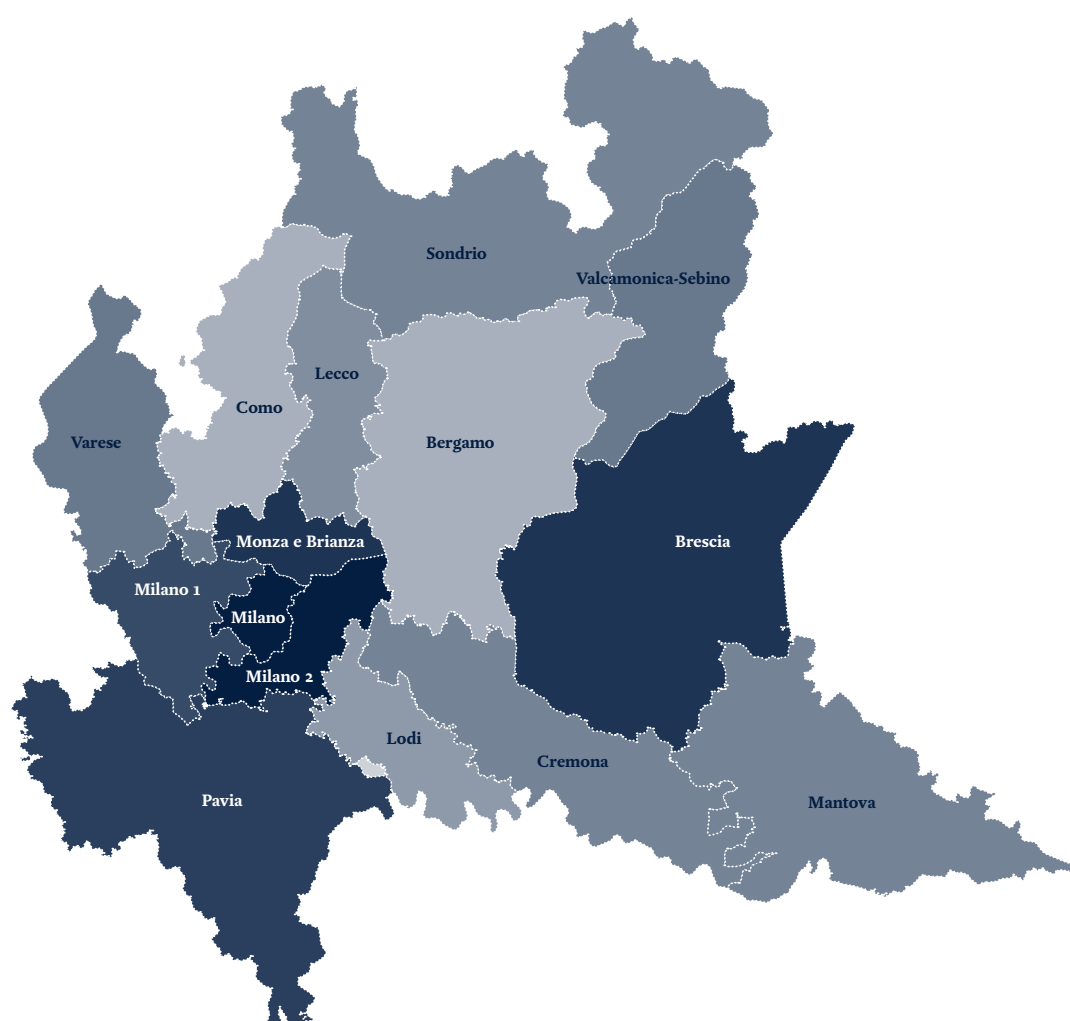 Sondrio
Valcamonica-Sebino
Lecco
Como
Varese
Bergamo
Monza e Brianza
Brescia
Milano 1
Milano
Milano 2
Lodi
Cremona
Pavia
Mantova